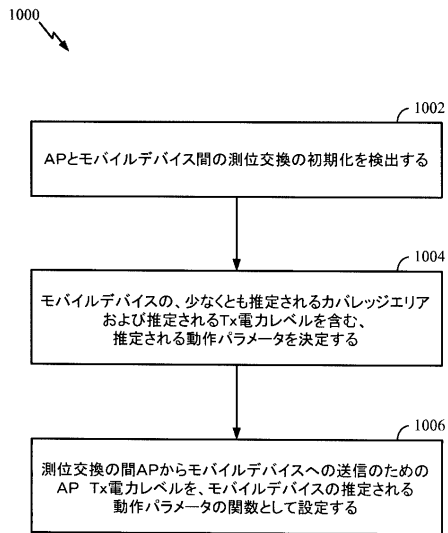 1000
1002
APとモバイルデバイス間の測位交換の初期化を検出する
1004
モバイルデバイスの、少なくとも推定されるカバレッジエリア
および推定されるTx電力レベルを含む、
推定される動作パラメータを決定する
1006
測位交換の間APからモバイルデバイスへの送信のための
AP Tx電力レベルを、モバイルデバイスの推定される
動作パラメータの関数として設定する